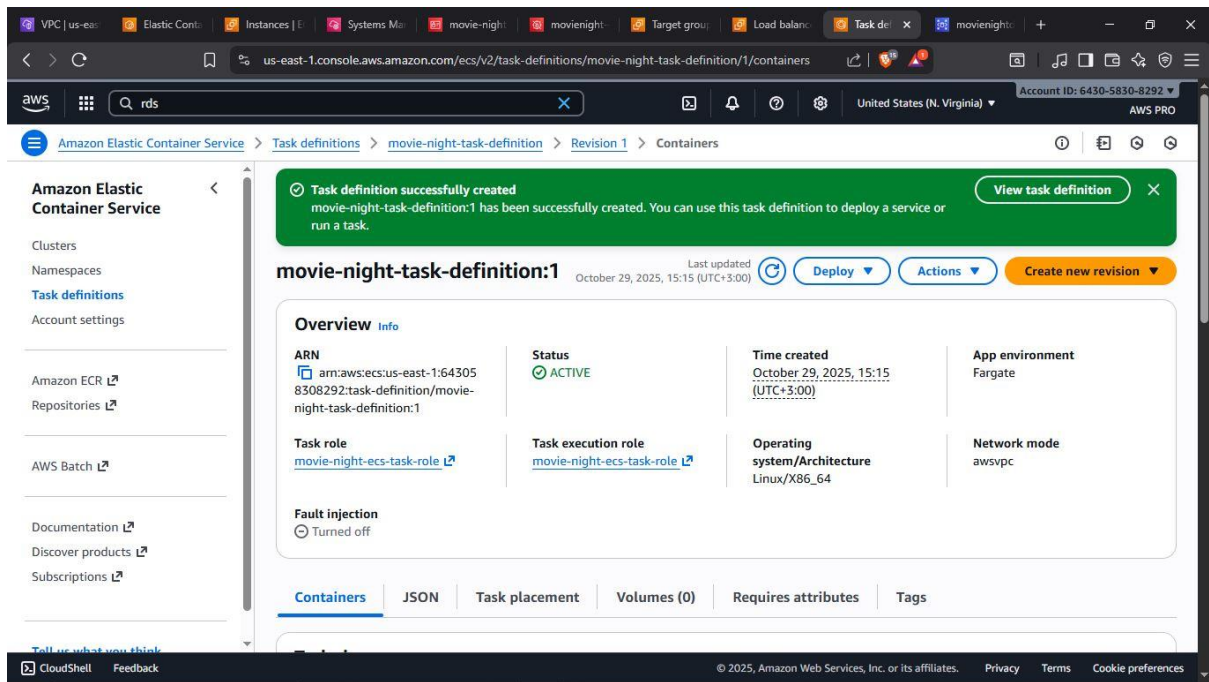 VPC | us-eas
Elastic Conta
Instances | E
Systems Ma
movie-night
movienight-
Target group
Load balanc
Task def
movienightc
us-east-1.console.aws.amazon.com/ecs/v2/task-definitions/movie-night-task-definition/1/containers
aws
rds
United States (N. Virginia)
Account ID: 6430-5830-8292
AWS PRO
Amazon Elastic Container Service > Task definitions > movie-night-task-definition > Revision 1 > Containers
Amazon Elastic
Container Service
Clusters
Namespaces
Task definitions
Account settings
Amazon ECR
Repositories
AWS Batch
Documentation
Discover products
Subscriptions
Tell us what you think
Task definition successfully created
movie-night-task-definition:1 has been successfully created. You can use this task definition to deploy a service or
run a task.
View task definition
movie-night-task-definition:1
Last updated
October 29, 2025, 15:15 (UTC+3:00)
Deploy
Actions
Create new revision
Overview Info
ARN
arn:aws:ecs:us-east-1:64305
8308292:task-definition/movie-
night-task-definition:1
Status
ACTIVE
Time created
October 29, 2025, 15:15
(UTC+3:00)
App environment
Fargate
Task role
movie-night-ecs-task-role
Task execution role
movie-night-ecs-task-role
Operating
system/Architecture
Linux/X86_64
Network mode
awsvpc
Fault injection
Turned off
Containers
JSON
Task placement
Volumes (0)
Requires attributes
Tags
CloudShell
Feedback
© 2025, Amazon Web Services, Inc. or its affiliates.
Privacy
Terms
Cookie preferences